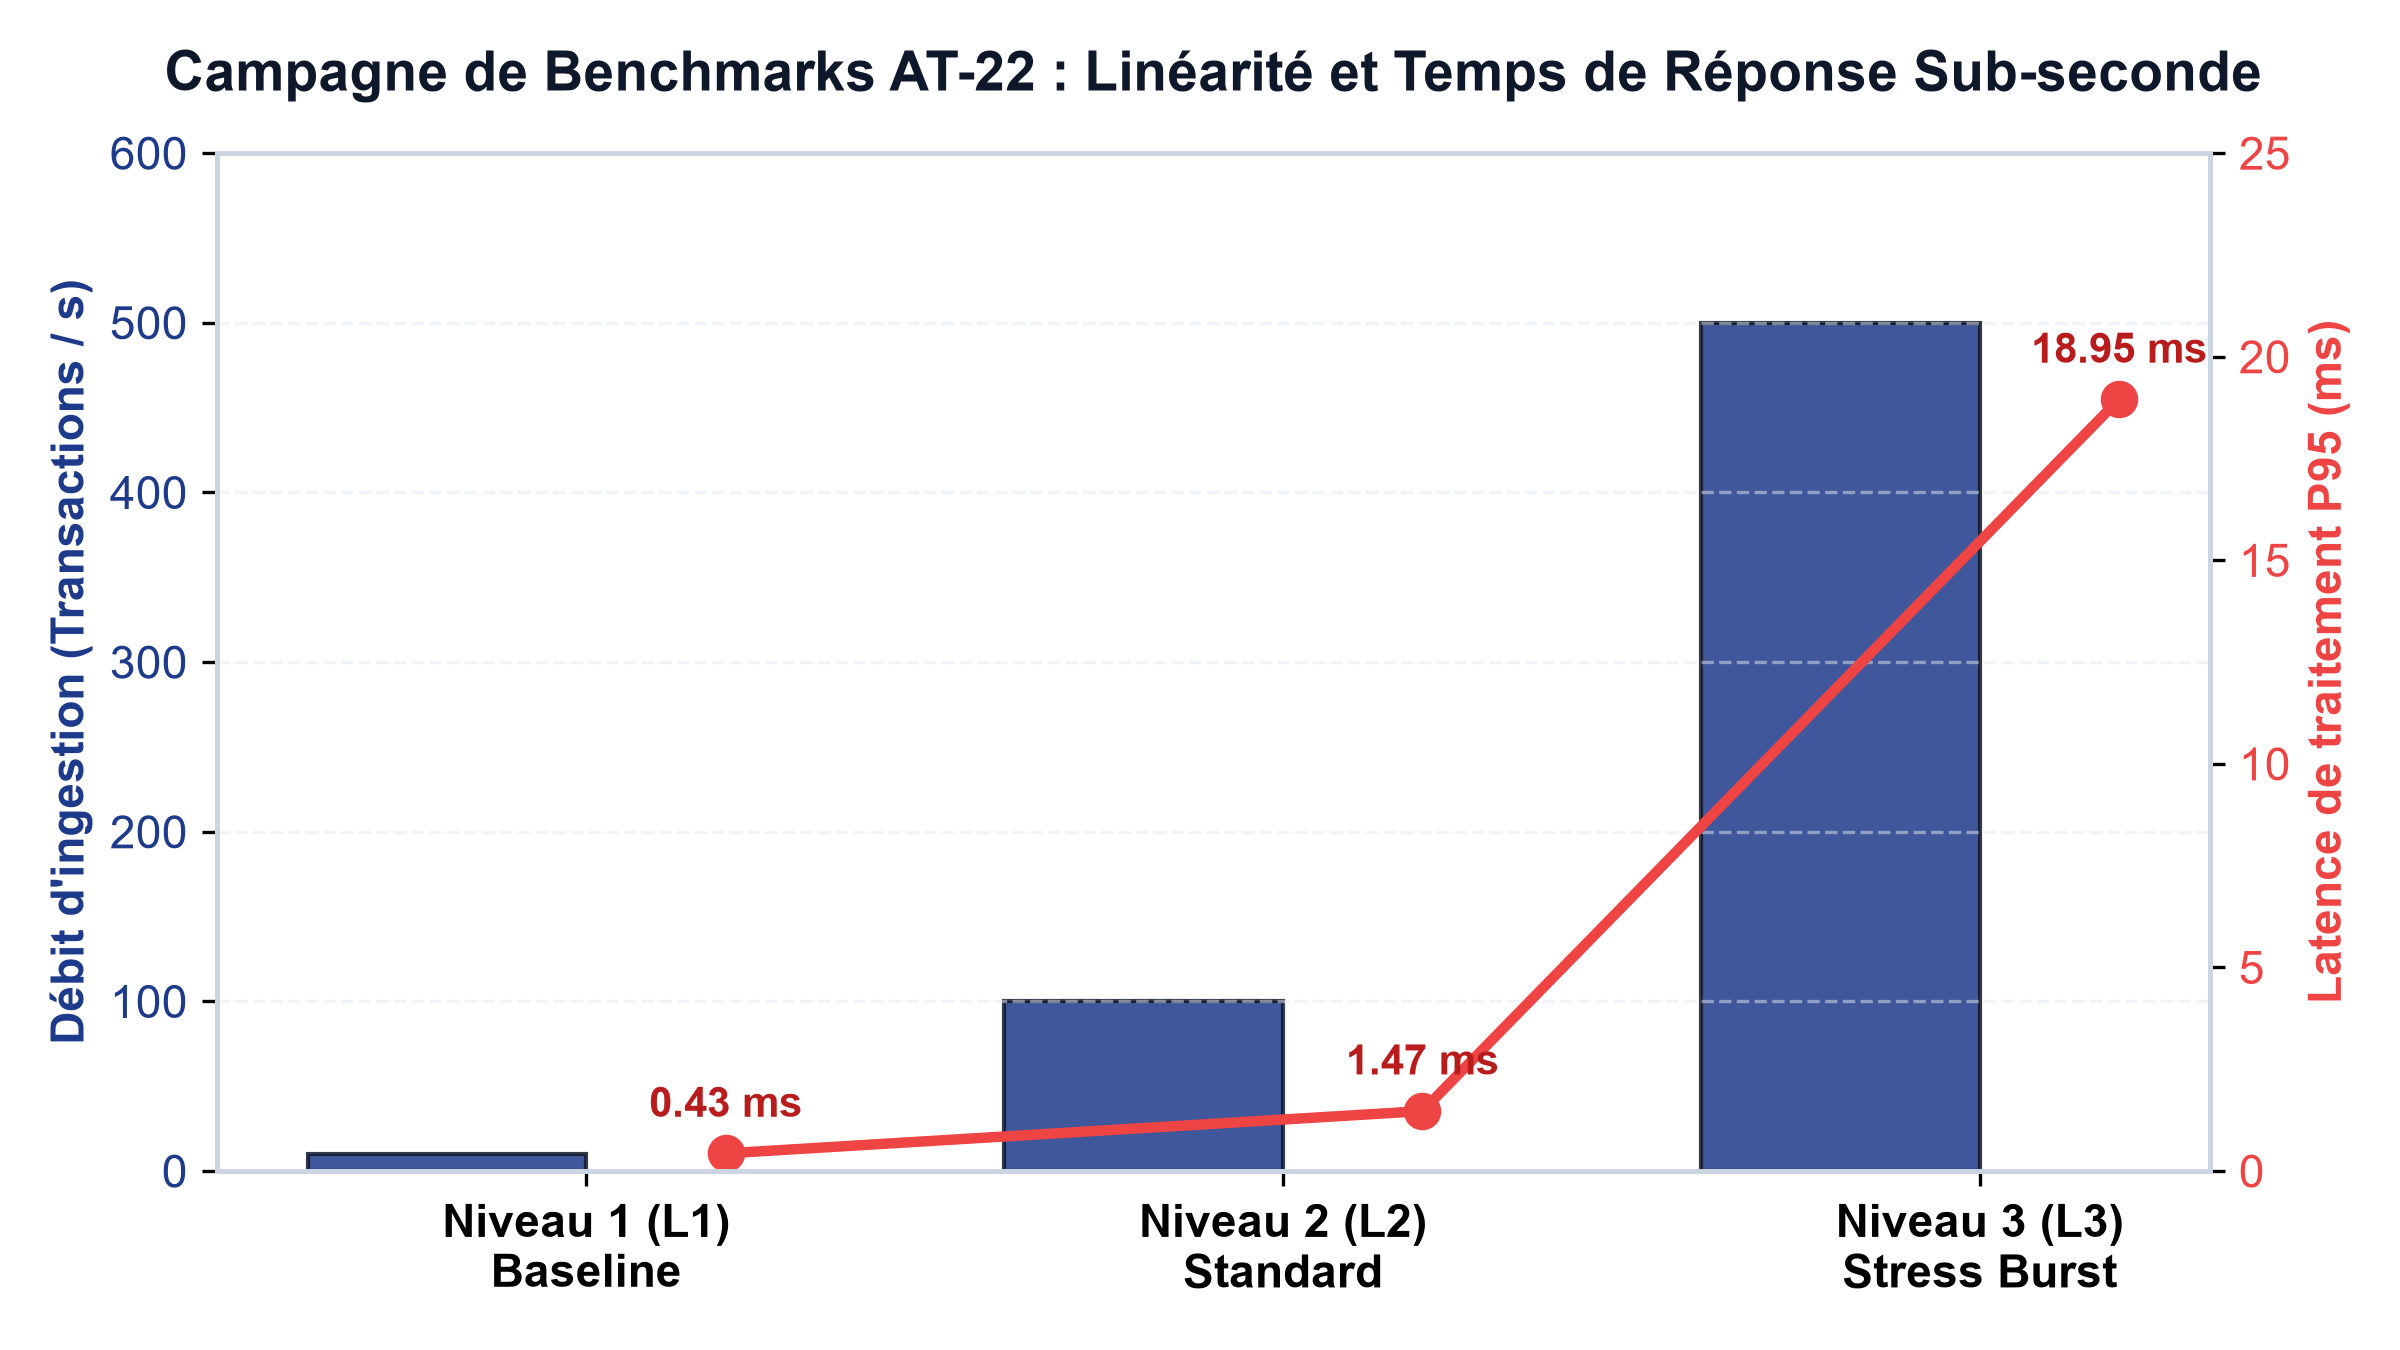 Campagne de Benchmarks AT-22 : Linéarité et Temps de Réponse Sub-seconde
Débit d'ingestion (Transactions / s)
600
500
400
300
200
100
0
Latence de traitement P95 (ms)
25
20
15
10
5
0
0.43 ms
1.47 ms
18.95 ms
Niveau 1 (L1)
Baseline
Niveau 2 (L2)
Standard
Niveau 3 (L3)
Stress Burst